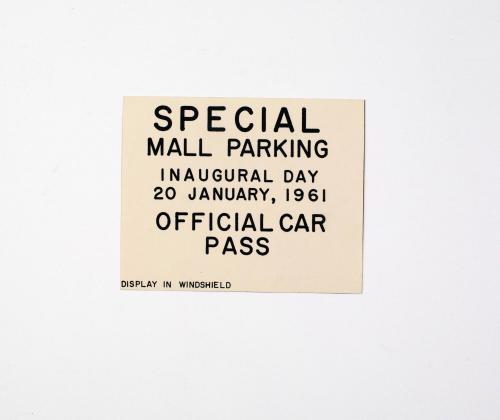 SPECIAL
MALL PARKING
INAUGURAL DAY
20 JANUARY, 1961
OFFICIAL CAR
PASS
DISPLAY IN WINDSHIELD